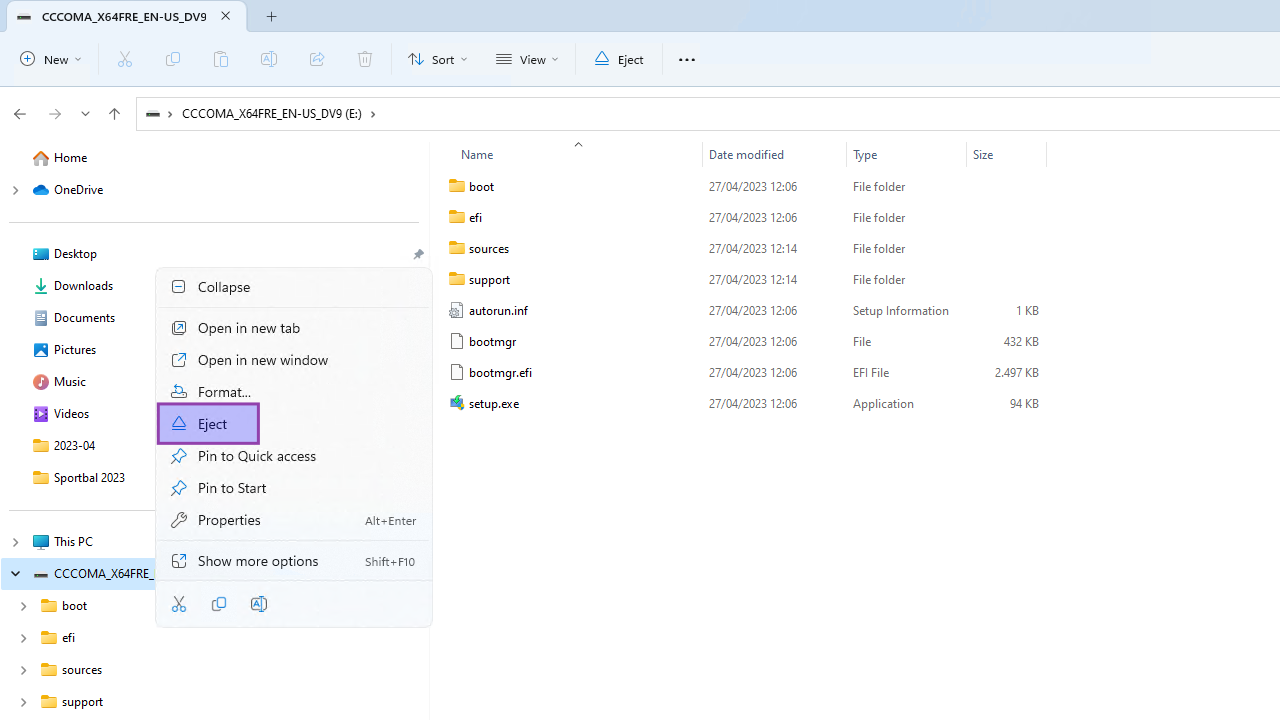 CCCOMA_X64FRE_EN-US_DV9
New
Sort
View
Eject
CCCOMA_X64FRE_EN-US_DV9 (E:)
Home
OneDrive
Desktop
Downloads
Documents
Pictures
Music
Videos
2023-04
Sportbal 2023
This PC
CCCOMA_X64FRE_
boot
efi
sources
support
Collapse
Open in new tab
Open in new window
Format...
Eject
Pin to Quick access
Pin to Start
Properties Alt+Enter
Show more options Shift+F10
Name Date modified Type Size
boot 27/04/2023 12:06 File folder
efi 27/04/2023 12:06 File folder
sources 27/04/2023 12:14 File folder
support 27/04/2023 12:14 File folder
autorun.inf 27/04/2023 12:06 Setup Information 1 KB
bootmgr 27/04/2023 12:06 File 432 KB
bootmgr.efi 27/04/2023 12:06 EFI File 2.497 KB
setup.exe 27/04/2023 12:06 Application 94 KB